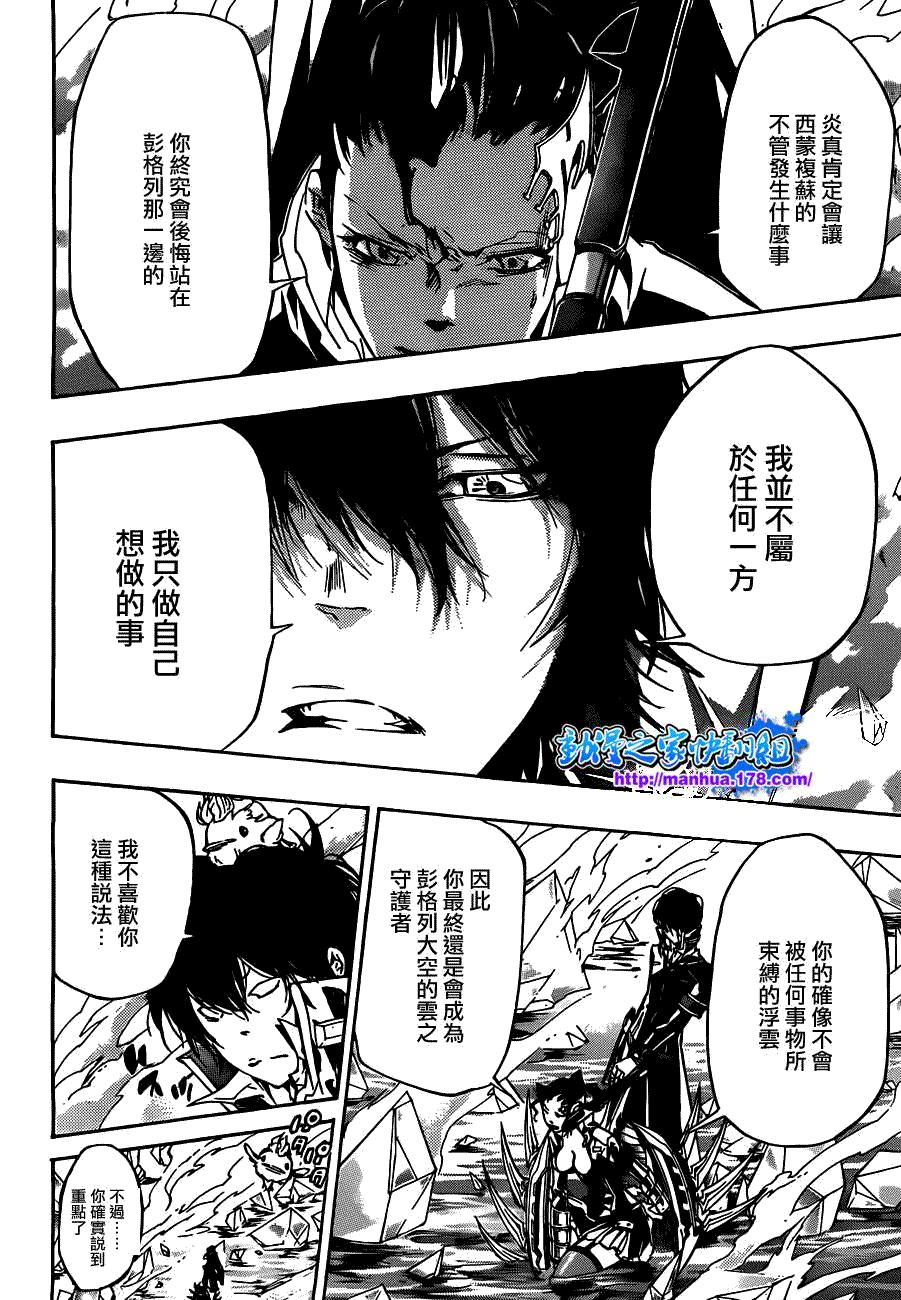 炎真肯定會讓
西蒙複蘇的
不管發生什麼事
你終究會後悔站在
彭格列那一邊的
我並不屬
於任何一方
我只做自己
想做的事
動漫之家快翻組
http://manhua.178.com/
你的確像不會
被任何事物所
束縛的浮雲
因此
你最終還是會成為
彭格列大空的雲之
守護者
我不喜歡你
這種説法…
不過……
你確實説到
重點了